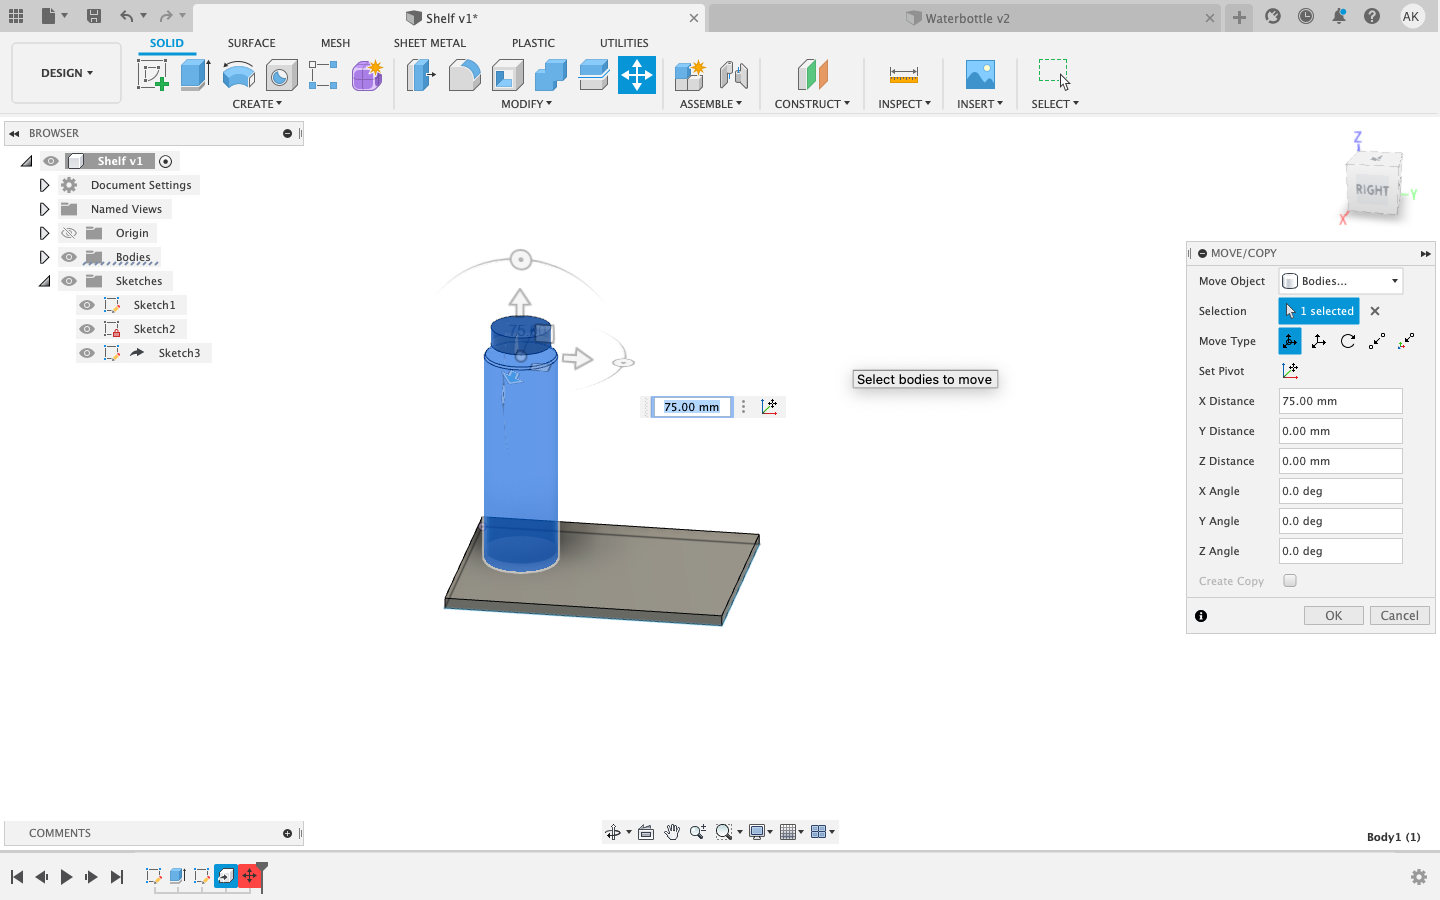 Shelf v1*
Waterbottle v2
AK
DESIGN
SOLID
SURFACE
MESH
SHEET METAL
PLASTIC
UTILITIES
CREATE
MODIFY
ASSEMBLE
CONSTRUCT
INSPECT
INSERT
SELECT
BROWSER
Shelf v1
Document Settings
Named Views
Origin
Bodies
Sketches
Sketch1
Sketch2
Sketch3
Z
RIGHT
Y
X
75.00 mm
Select bodies to move
MOVE/COPY
Move Object
Bodies...
Selection
1 selected
Move Type
Set Pivot
X Distance
75.00 mm
Y Distance
0.00 mm
Z Distance
0.00 mm
X Angle
0.0 deg
Y Angle
0.0 deg
Z Angle
0.0 deg
Create Copy
OK
Cancel
COMMENTS
Body1 (1)